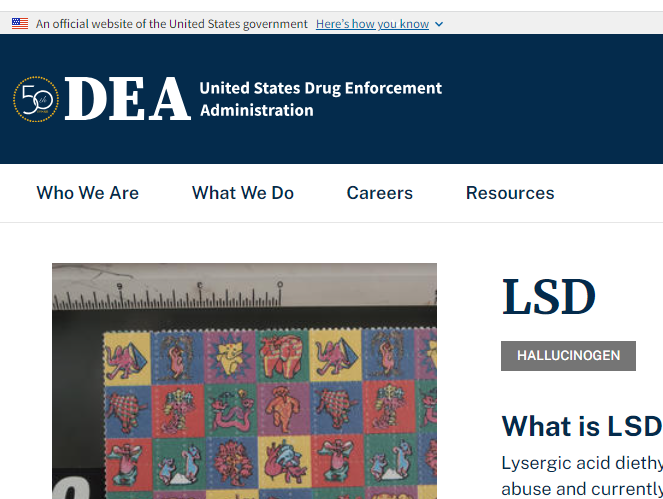 An official website of the United States government Here's how you know
50th
DEA
United States Drug Enforcement
Administration
Who We Are What We Do Careers Resources
LSD
HALLUCINOGEN
What is LSD
Lysergic acid diethy
abuse and currently